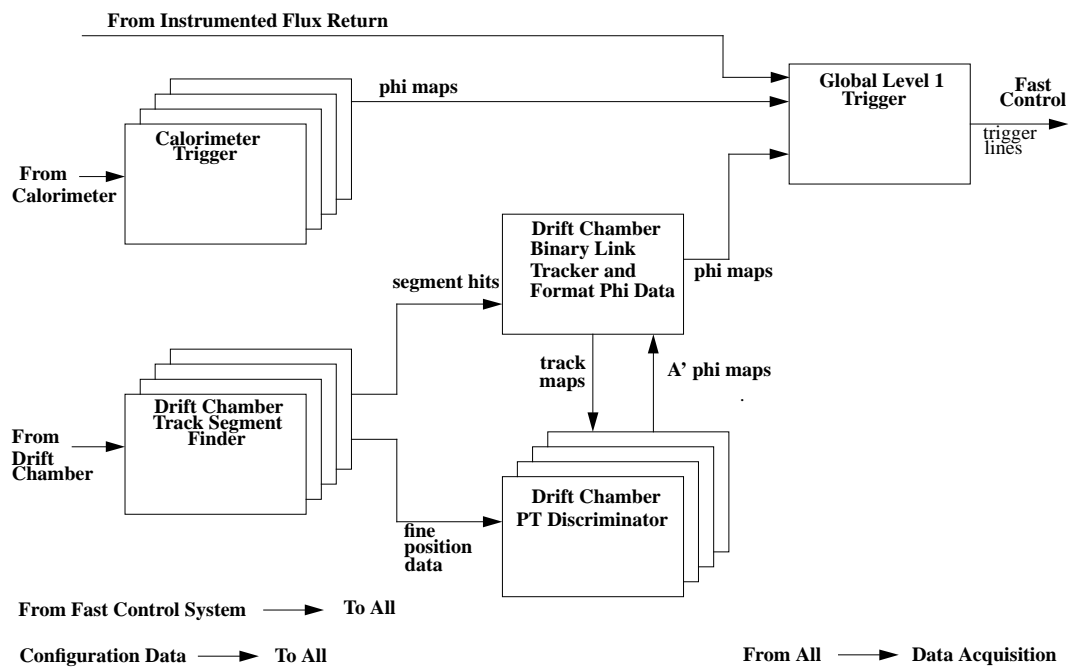 From Instrumented Flux Return
phi maps
Global Level 1
Trigger
Fast
Control
trigger
lines
Calorimeter
Trigger
From
Calorimeter
Drift Chamber
Binary Link
Tracker and
Format Phi Data
phi maps
segment hits
track
maps
A' phi maps
Drift Chamber
Track Segment
Finder
From
Drift
Chamber
Drift Chamber
PT Discriminator
fine
position
data
From Fast Control System To All
Configuration Data To All
From All Data Acquisition